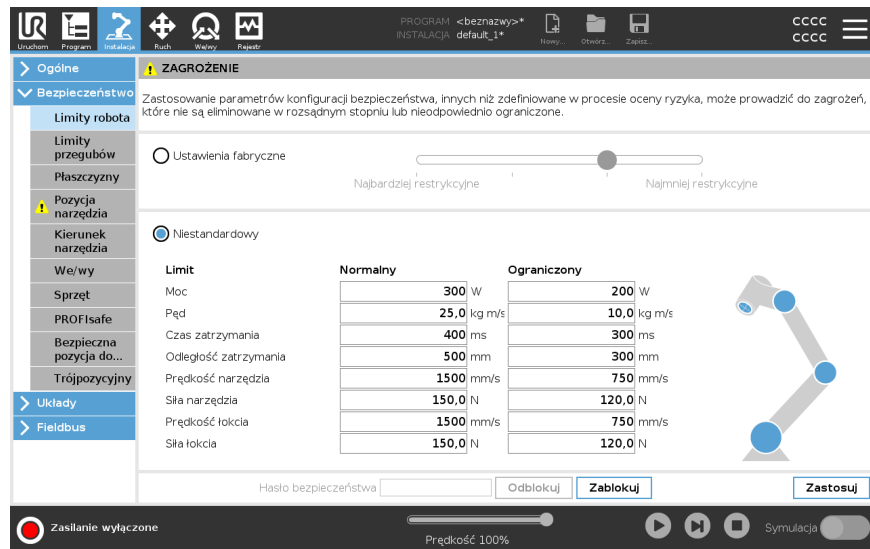 PROGRAM <beznazwy>*
INSTALACJA default_1*
Nowy...
Otwórz...
Zapisz...
CCCC
CCCC
Uruchom
Program
Instalacja
Ruch
We/wy
Rejestr
Ogólne
Bezpieczeństwo
Limity robota
Limity
przegubów
Płaszczyzny
Pozycja
narzędzia
Kierunek
narzędzia
We/wy
Sprzęt
PROFIsafe
Bezpieczna
pozycja do...
Trójpozycyjny
Układy
Fieldbus
ZAGROŻENIE
Zastosowanie parametrów konfiguracji bezpieczeństwa, innych niż zdefiniowane w procesie oceny ryzyka, może prowadzić do zagrożeń,
które nie są eliminowane w rozsądnym stopniu lub nieodpowiednio ograniczone.
Ustawienia fabryczne
Najbardziej restrykcyjne
Najmniej restrykcyjne
Niestandardowy
Limit Normalny Ograniczony
Moc 300 W 200 W
Pęd 25,0 kg m/s 10,0 kg m/s
Czas zatrzymania 400 ms 300 ms
Odległość zatrzymania 500 mm 300 mm
Prędkość narzędzia 1500 mm/s 750 mm/s
Siła narzędzia 150,0 N 120,0 N
Prędkość łokcia 1500 mm/s 750 mm/s
Siła łokcia 150,0 N 120,0 N
Hasło bezpieczeństwa Odblokuj Zablokuj Zastosuj
Zasilanie wyłączone
Prędkość 100%
Symulacja